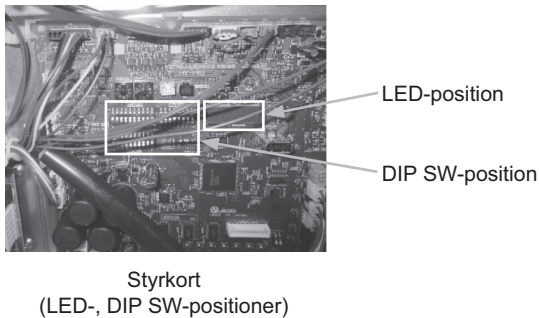 LED-position
DIP SW-position
Styrkort
(LED-, DIP SW-positioner)